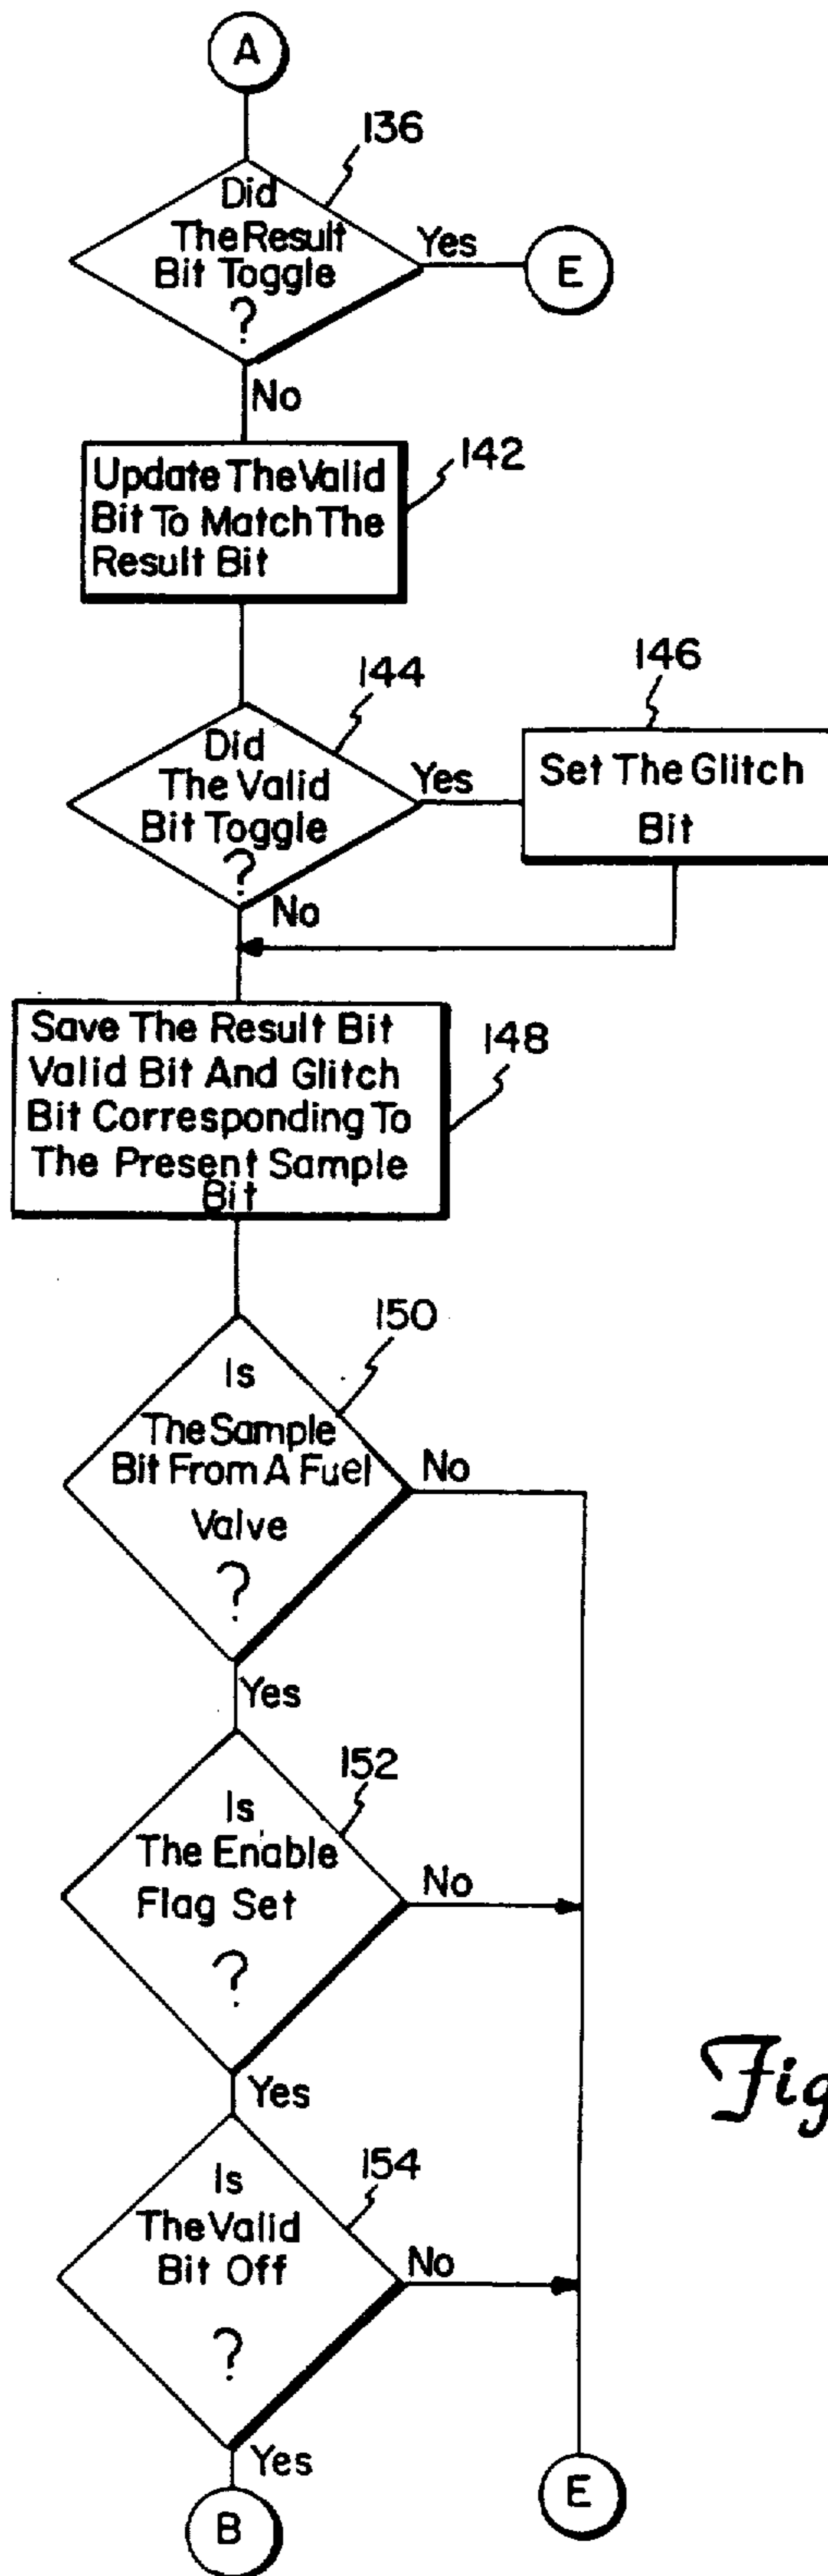 A
136
Did
The Result
Bit Toggle
?
Yes
E
No
142
Update The Valid
Bit To Match The
Result Bit
144
Did
The Valid
Bit Toggle
?
Yes
146
Set The Glitch
Bit
No
148
Save The Result Bit
Valid Bit And Glitch
Bit Corresponding To
The Present Sample
Bit
150
Is
The Sample
Bit From A Fuel
Valve
?
No
Yes
152
Is
The Enable
Flag Set
?
No
Yes
Fig
154
Is
The Valid
Bit Off
?
No
Yes
B
E